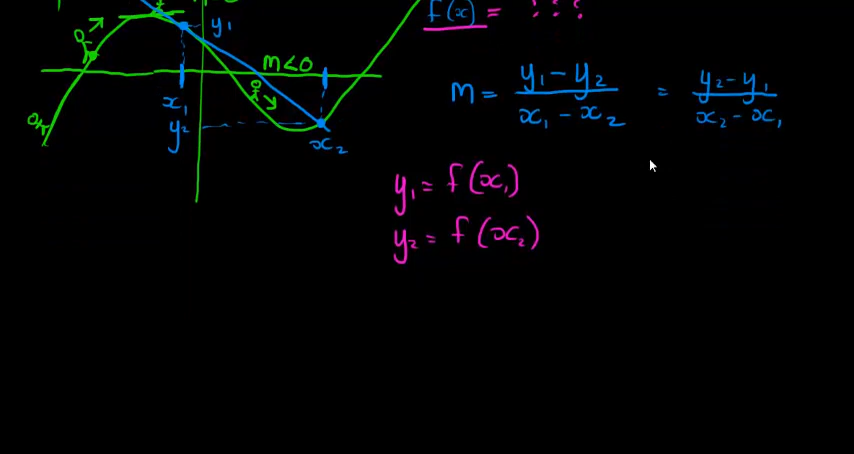 f(x) = ? ? ?
y₁
m<0
m = (y₁ - y₂)/(x₁ - x₂) = (y₂ - y₁)/(x₂ - x₁)
x₁
y₂
x₂
y₁ = f(x₁)
y₂ = f(x₂)